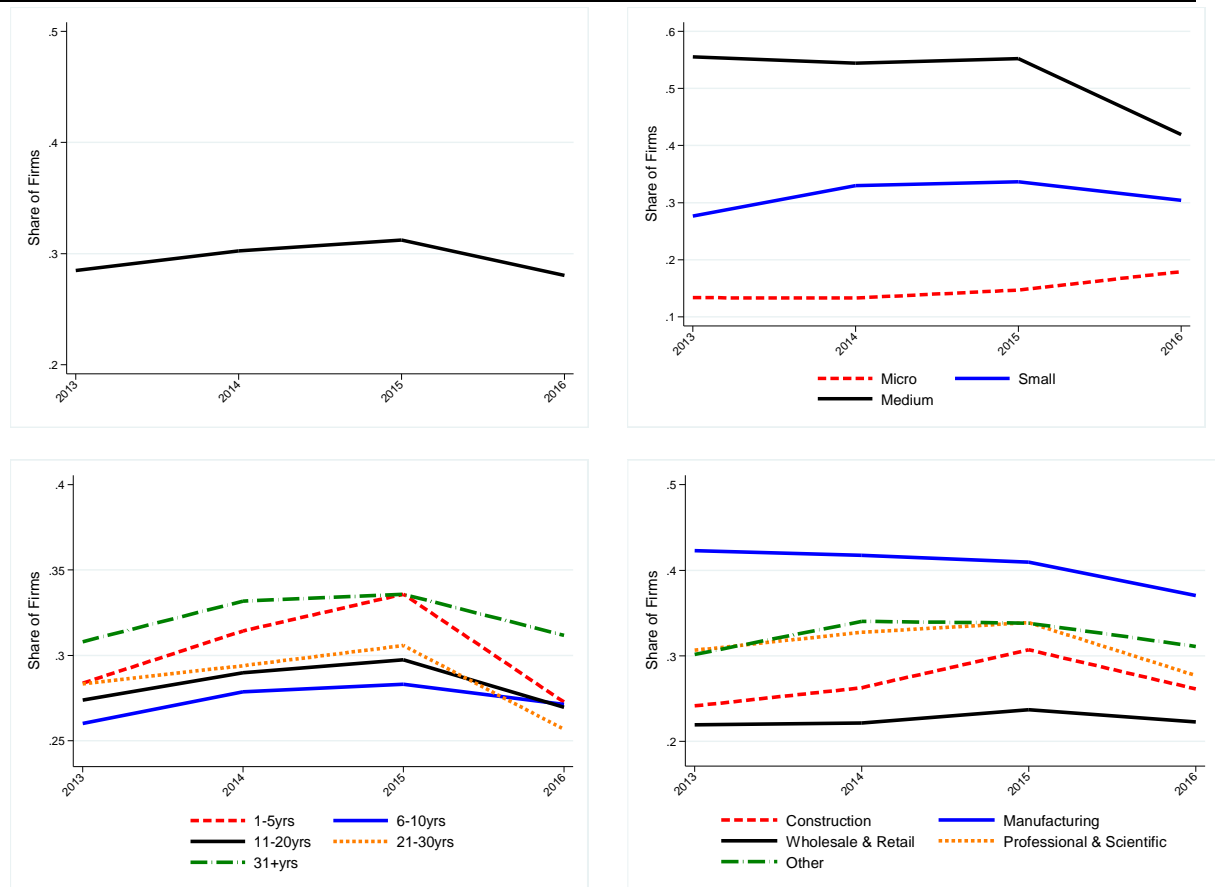 Share of Firms
.5
.4
.3
.2
2013 2014 2015 2016
Share of Firms
.6
.5
.4
.3
.2
.1
2013 2014 2015 2016
Micro Small
Medium
Share of Firms
.4
.35
.3
.25
2013 2014 2015 2016
1-5yrs 6-10yrs
11-20yrs 21-30yrs
31+yrs
Share of Firms
.5
.4
.3
.2
2013 2014 2015 2016
Construction Manufacturing
Wholesale & Retail Professional & Scientific
Other